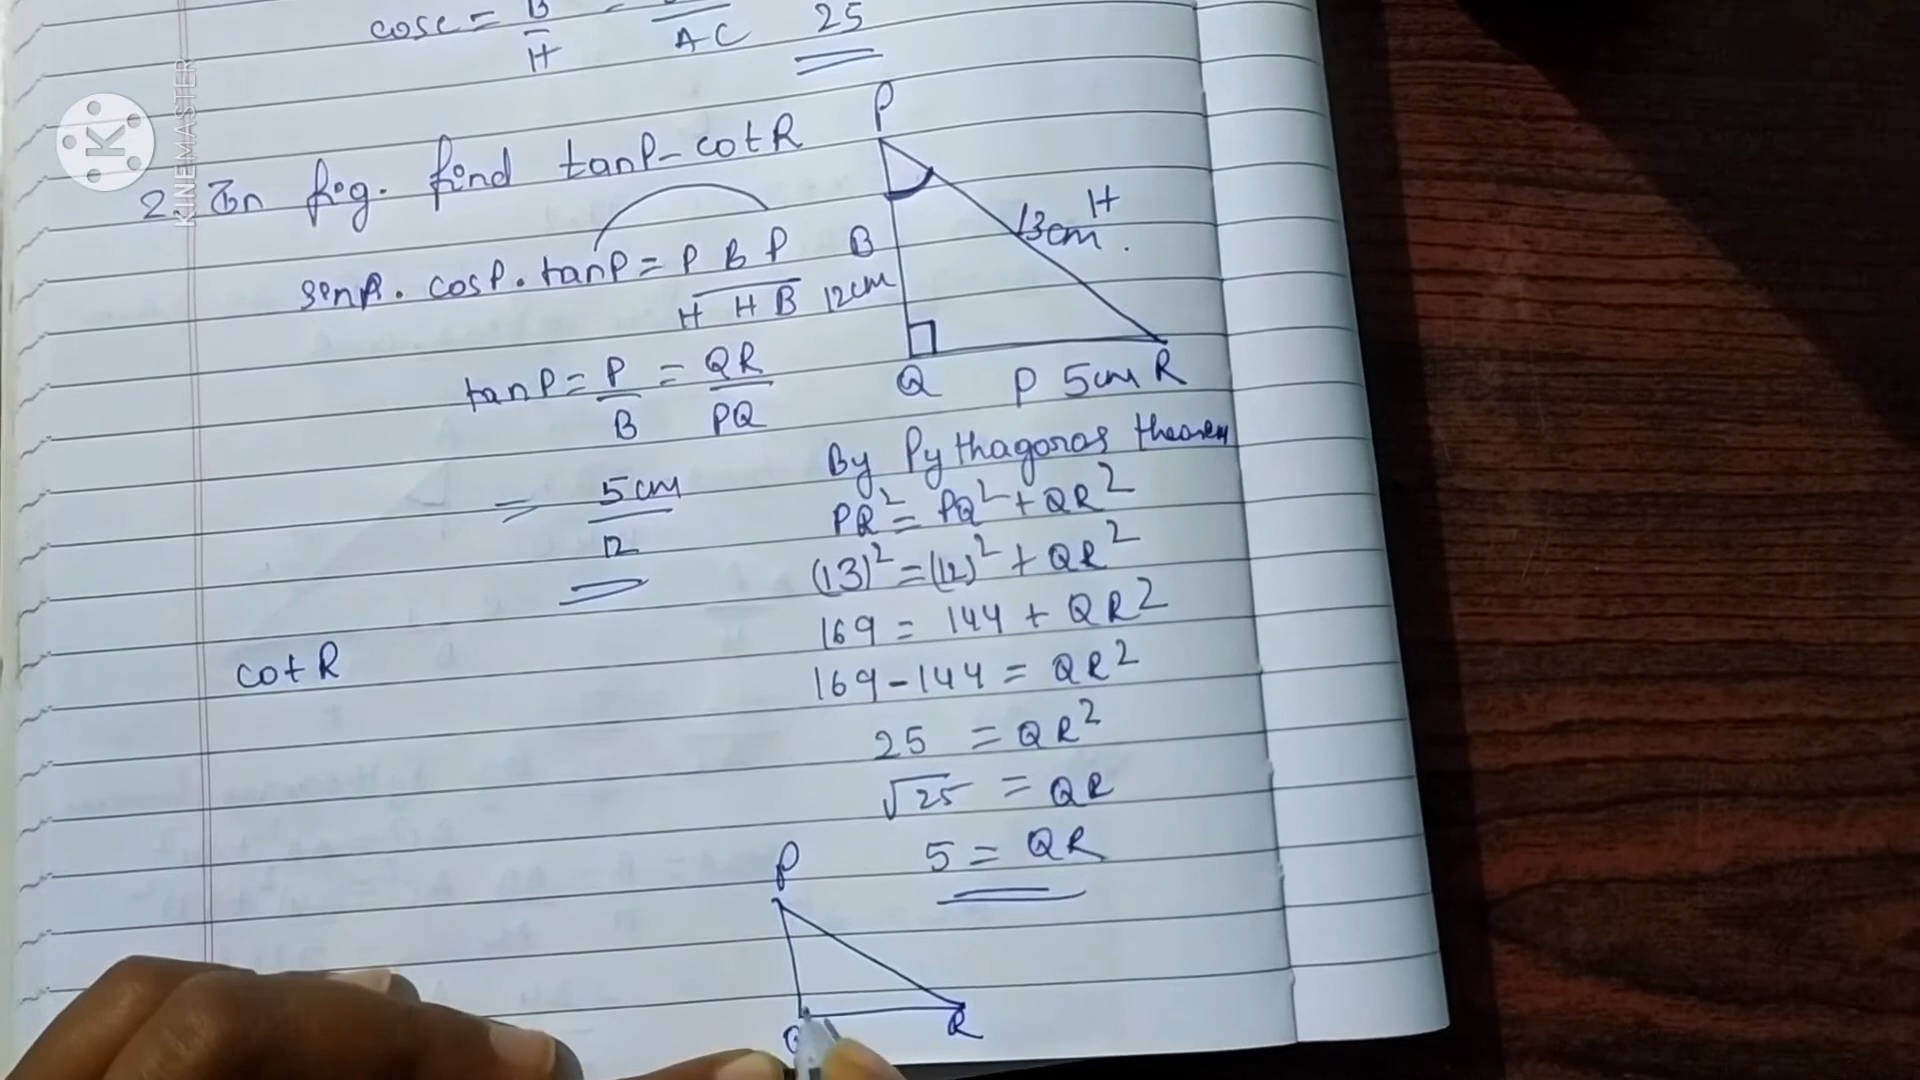 cosc = B/H = /AC 25
K
KINEMASTER
2. In fig. find tanP - cotR
sinP. cosP. tanP = P B P
H H B
tanP = P/B = QR/PQ
= 5cm/12
cotR
P
B
12cm
13cm H
Q P 5cm R
By Pythagoras theorem
PR² = PQ² + QR²
(13)² = (12)² + QR²
169 = 144 + QR²
169 - 144 = QR²
25 = QR²
√25 = QR
5 = QR
P
Q R